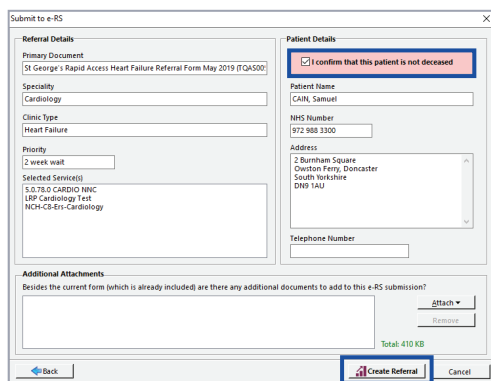 Submit to e-RS
Referral Details
Primary Document
St George's Rapid Access Heart Failure Referral Form May 2019 (TQAS00
Speciality
Cardiology
Clinic Type
Heart Failure
Priority
2 week wait
Selected Service(s)
5.0.78.0 CARDIO NNC
LRP Cardiology Test
NCH-C8-Ers-Cardiology
Patient Details
I confirm that this patient is not deceased
Patient Name
CAIN, Samuel
NHS Number
972 988 3300
Address
2 Burnham Square
Owston Ferry, Doncaster
South Yorkshire
DN9 1AU
Telephone Number
Additional Attachments
Besides the current form (which is already included) are there any additional documents to add to this e-RS submission?
Attach
Remove
Total: 410 KB
Back
Create Referral
Cancel